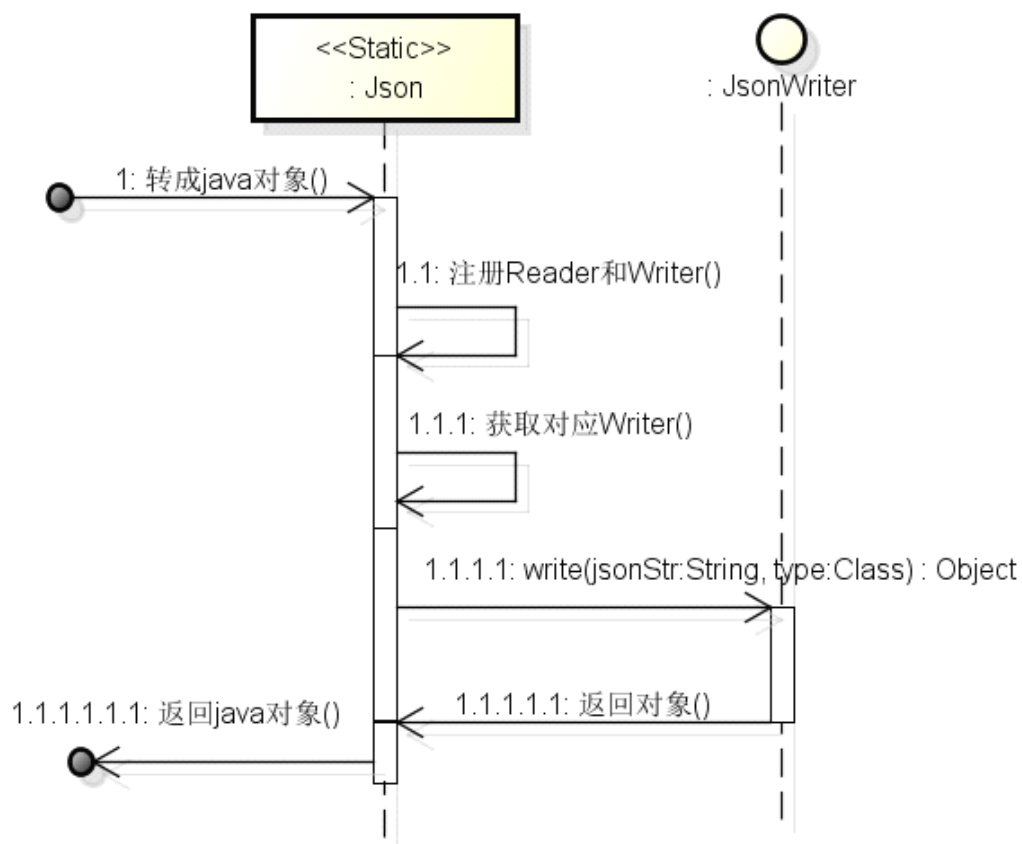 <<Static>>
: Json
: JsonWriter
1: 转成java对象()
1.1: 注册Reader和Writer()
1.1.1: 获取对应Writer()
1.1.1.1: write(jsonStr:String, type:Class) : Object
1.1.1.1.1: 返回对象()
1.1.1.1.1.1: 返回java对象()